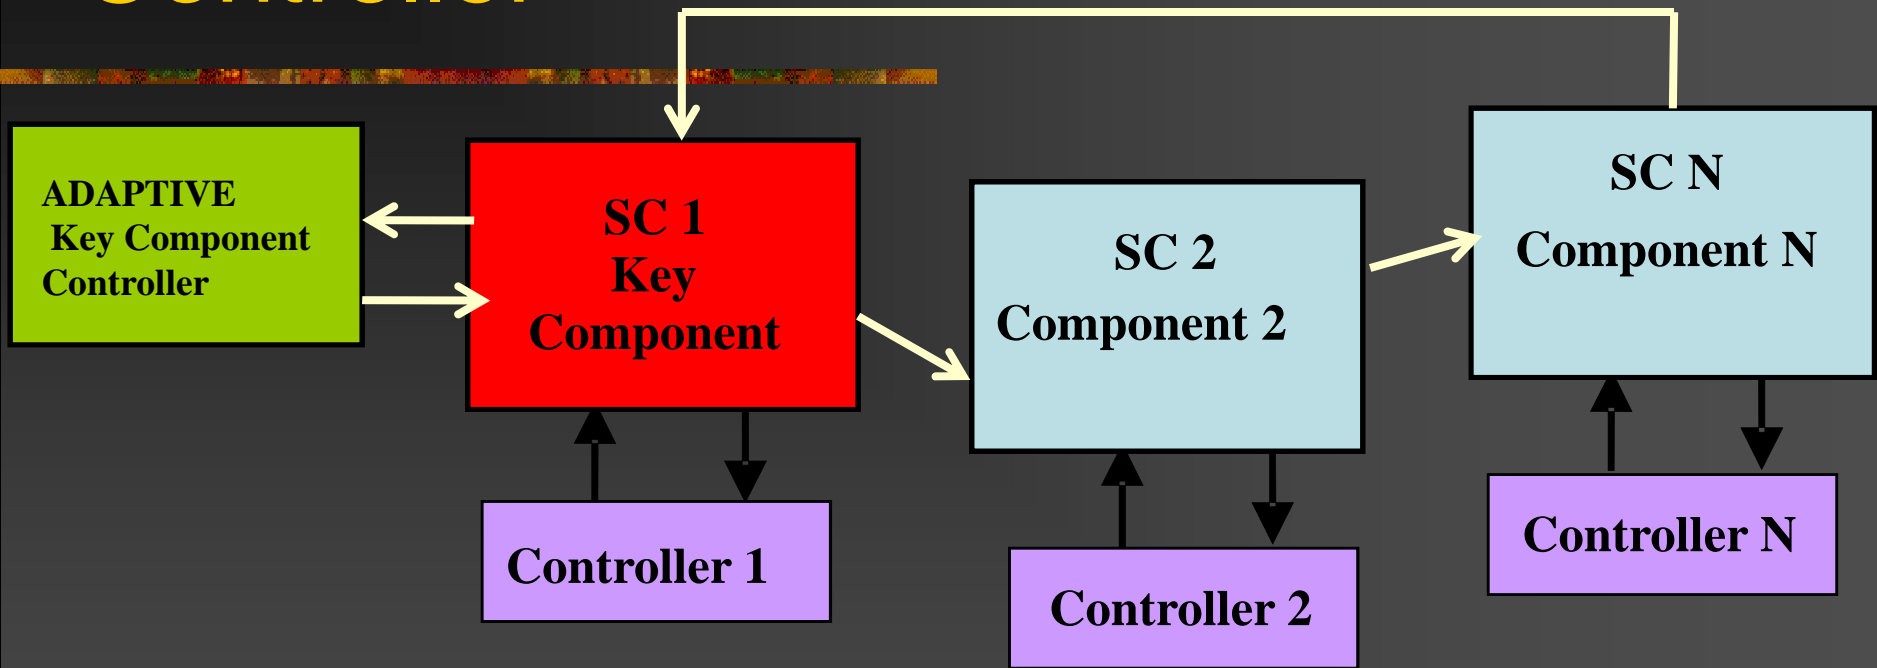 Controller
ADAPTIVE
Key Component
Controller
SC 1
Key
Component
SC 2
Component 2
SC N
Component N
Controller 1
Controller 2
Controller N